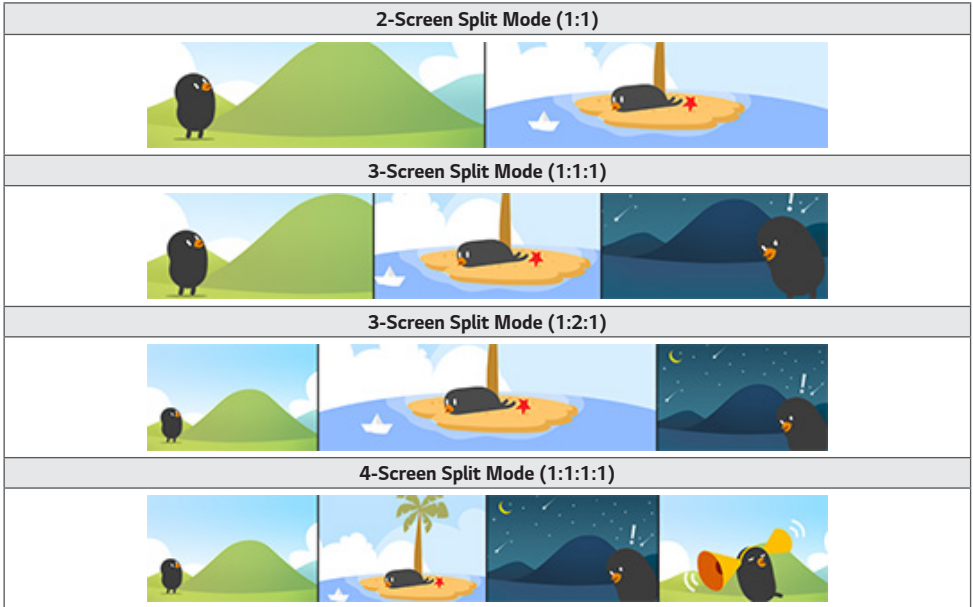 2-Screen Split Mode (1:1)
3-Screen Split Mode (1:1:1)
3-Screen Split Mode (1:2:1)
4-Screen Split Mode (1:1:1:1)